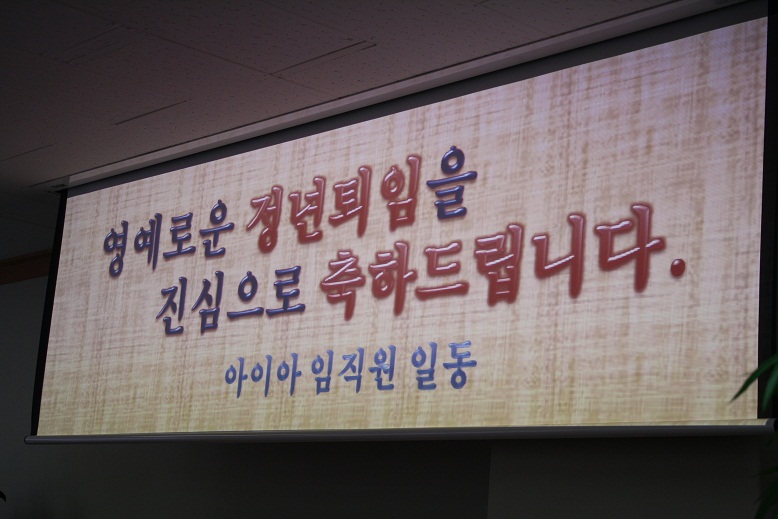 영예로운 정년퇴임을
진심으로 축하드립니다.
아이아 임직원 일동